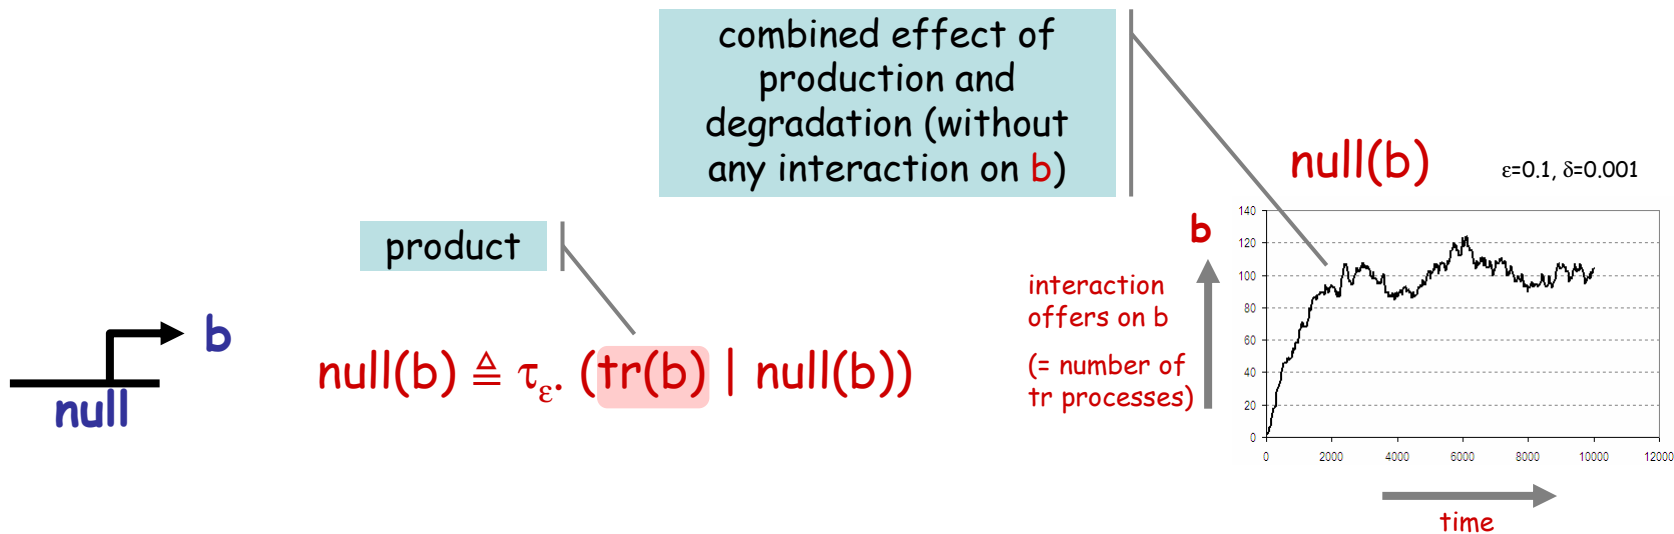 combined effect of
production and
degradation (without
any interaction on b)
null(b)
ε=0.1, δ=0.001
product
b
null
null(b) ≜ τε. (tr(b) | null(b))
b
interaction
offers on b
(= number of
tr processes)
140
120
100
80
60
40
20
0
0 2000 4000 6000 8000 10000 12000
time